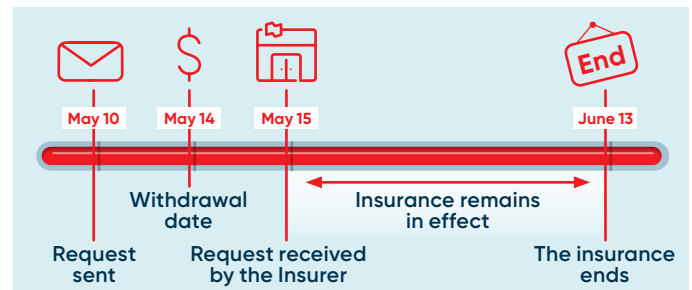 $
End
May 10
May 14
May 15
June 13
Withdrawal
date
Insurance remains
in effect
Request
sent
Request received
by the Insurer
The insurance
ends